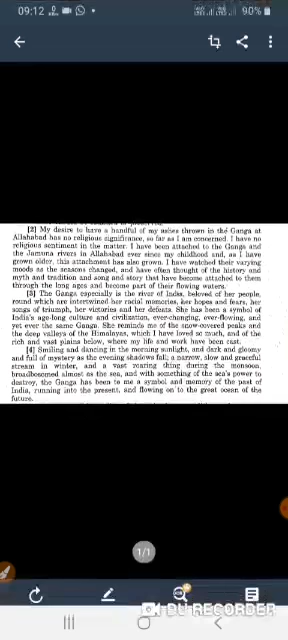 09:12
90%
[2] My desire to have a handful of my ashes thrown in the Ganga at
Allahabad has no religious significance, so far as I am concerned. I have no
religious sentiment in the matter. I have been attached to the Ganga and
the Jamuna rivers in Allahabad ever since my childhood and, as I have
grown older, this attachment has also grown. I have watched their varying
moods as the seasons changed, and have often thought of the history and
myth and tradition and song and story that have become attached to them
through the long ages and become part of their flowing waters.
[3] The Ganga especially is the river of India, beloved of her people,
round which are intertwined her racial memories, her hopes and fears, her
songs of triumph, her victories and her defeats. She has been a symbol of
India's age-long culture and civilization, ever-changing, ever-flowing, and
yet ever the same Ganga. She reminds me of the snow-covered peaks and
the deep valleys of the Himalayas, which I have loved so much, and of the
rich and vast plains below, where my life and work have been cast.
[4] Smiling and dancing in the morning sunlight, and dark and gloomy
and full of mystery as the evening shadows fall; a narrow, slow and graceful
stream in winter, and a vast roaring thing during the monsoon,
broadbosomed almost as the sea, and with something of the sea's power to
destroy, the Ganga has been to me a symbol and memory of the past of
India, running into the present, and flowing on to the great ocean of the
future.
1/1
DU RECORDER